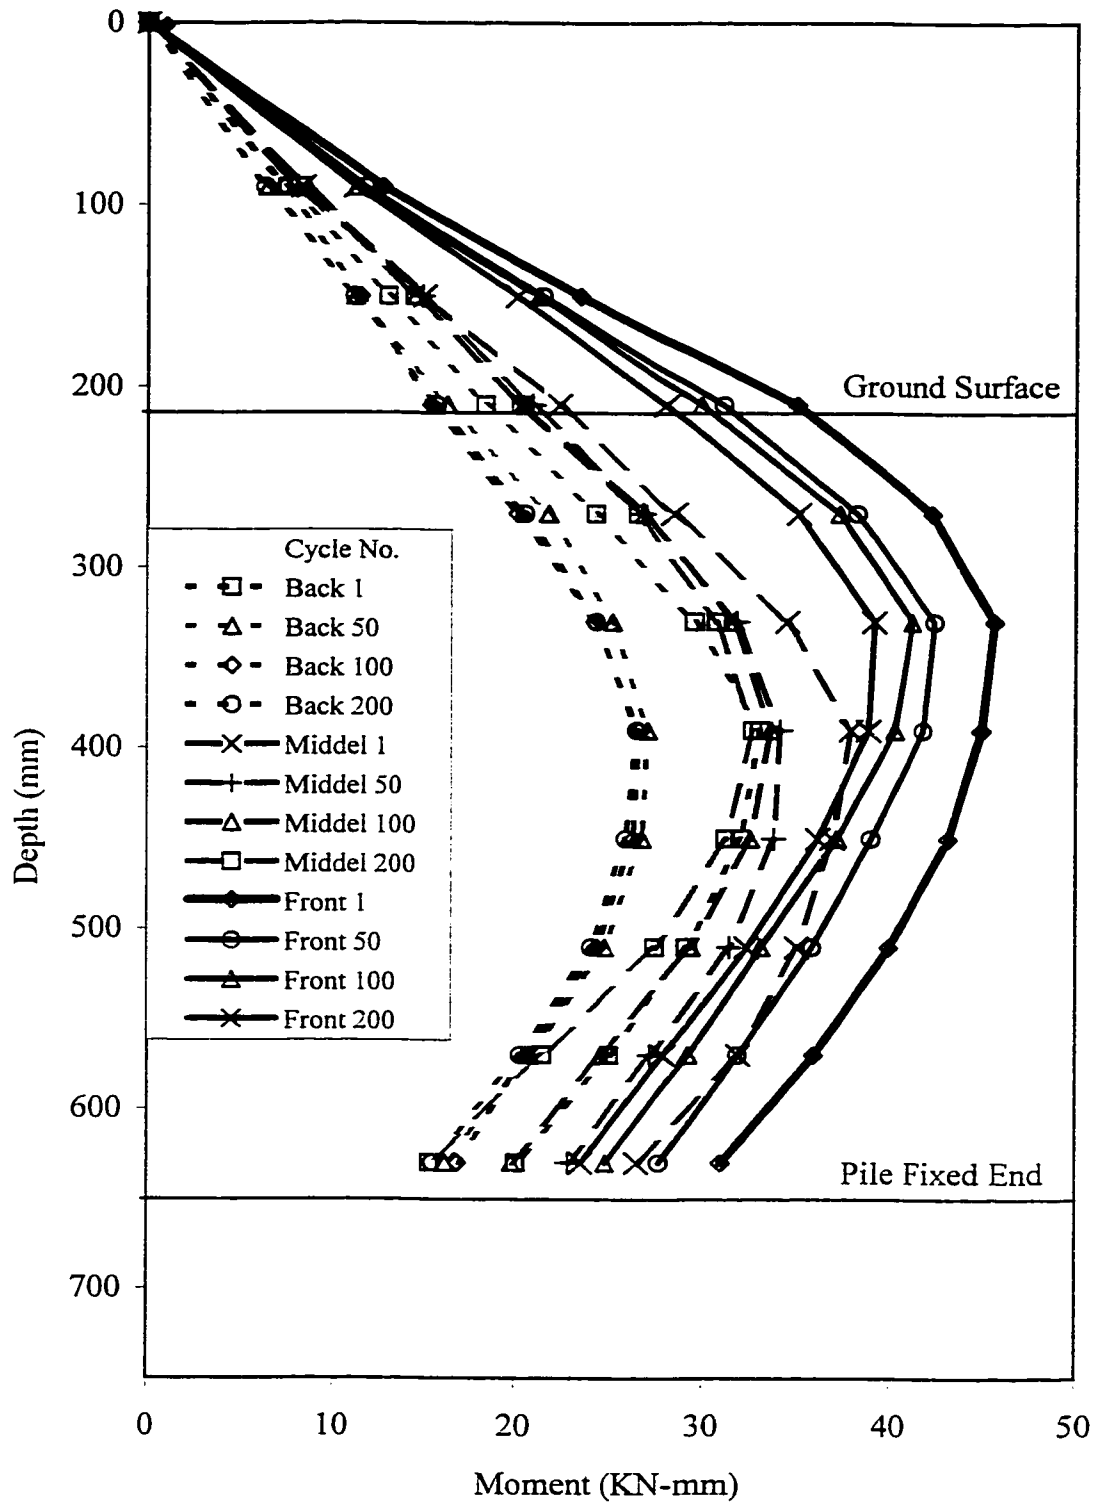 0
100
200
Ground Surface
300
Cycle No.
Back 1
Back 50
Back 100
Back 200
Middel 1
Middel 50
Middel 100
Middel 200
Front 1
Front 50
Front 100
Front 200
400
500
600
700
Pile Fixed End
Depth (mm)
0
10
20
30
40
50
Moment (KN-mm)